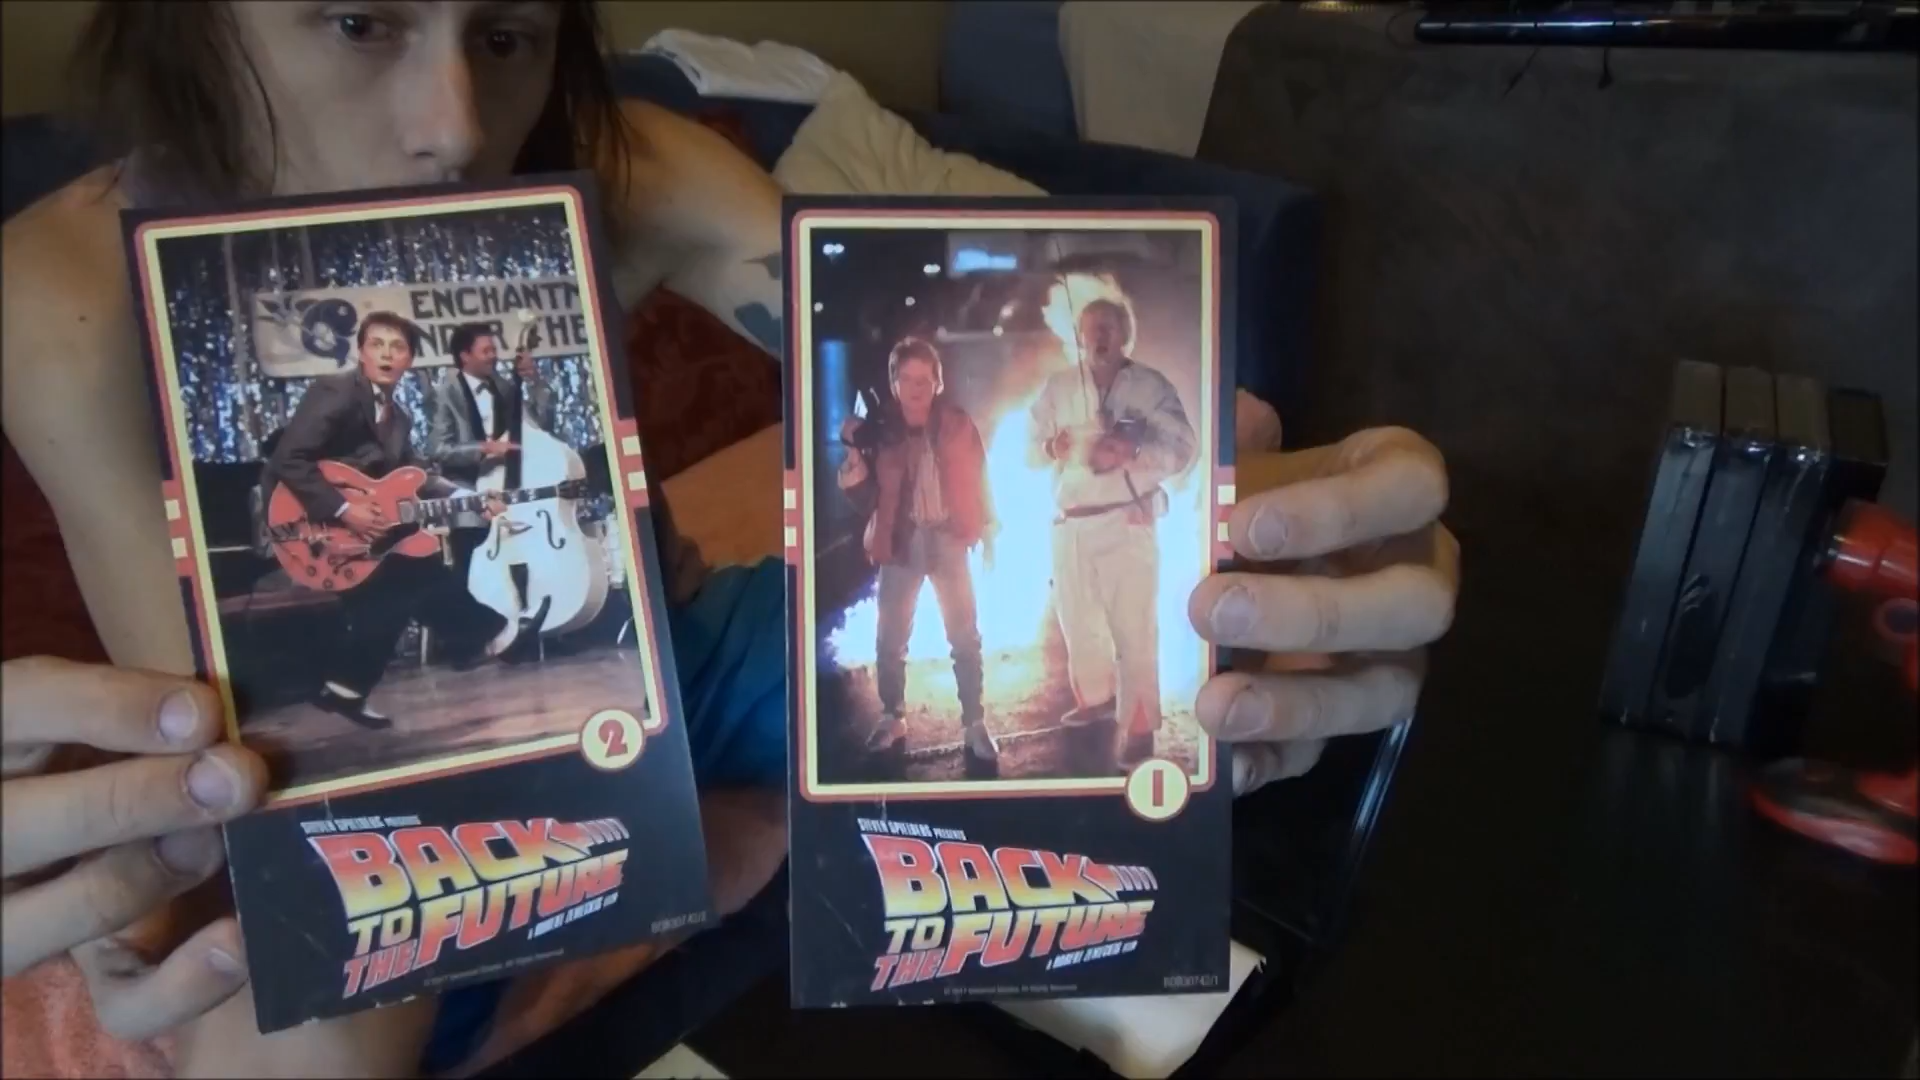 ENCHANTM
NDER THE
2
STEVEN SPIELBERG PRESENTS
BACK
TO
THE FUTURE
A ROBERT ZEMECKIS FILM
1
STEVEN SPIELBERG PRESENTS
BACK
TO
THE FUTURE
A ROBERT ZEMECKIS FILM